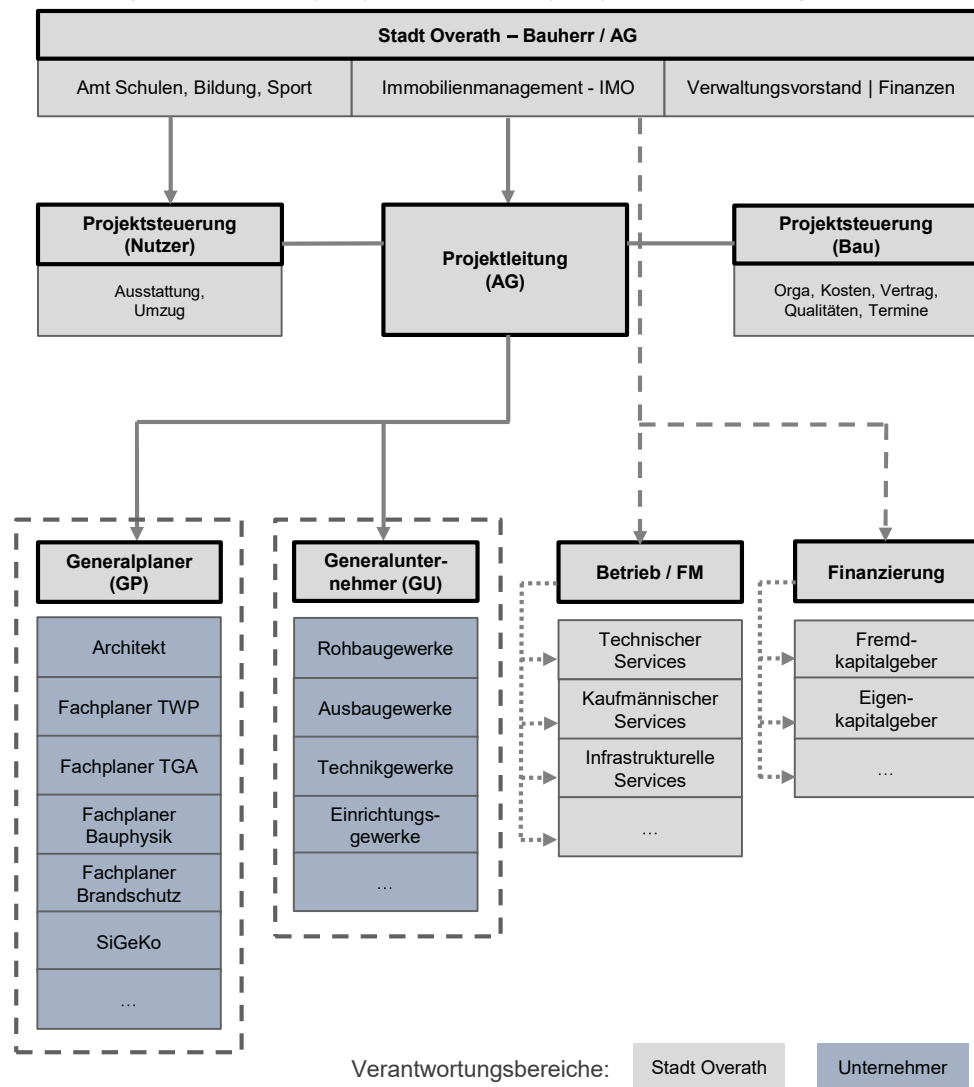 Stadt Overath – Bauherr / AG
Amt Schulen, Bildung, Sport
Immobilienmanagement - IMO
Verwaltungsvorstand | Finanzen
Projektsteuerung
(Nutzer)
Ausstattung,
Umzug
Projektleitung
(AG)
Projektsteuerung
(Bau)
Orga, Kosten, Vertrag,
Qualitäten, Termine
Generalplaner
(GP)
Architekt
Fachplaner TWP
Fachplaner TGA
Fachplaner
Bauphysik
Fachplaner
Brandschutz
SiGeKo
…
Generalunter-
nehmer (GU)
Rohbaugewerke
Ausbaugewerke
Technikgewerke
Einrichtungs-
gewerke
…
Betrieb / FM
Technischer
Services
Kaufmännischer
Services
Infrastrukturelle
Services
…
Finanzierung
Fremd-
kapitalgeber
Eigen-
kapitalgeber
…
Verantwortungsbereiche:
Stadt Overath
Unternehmer